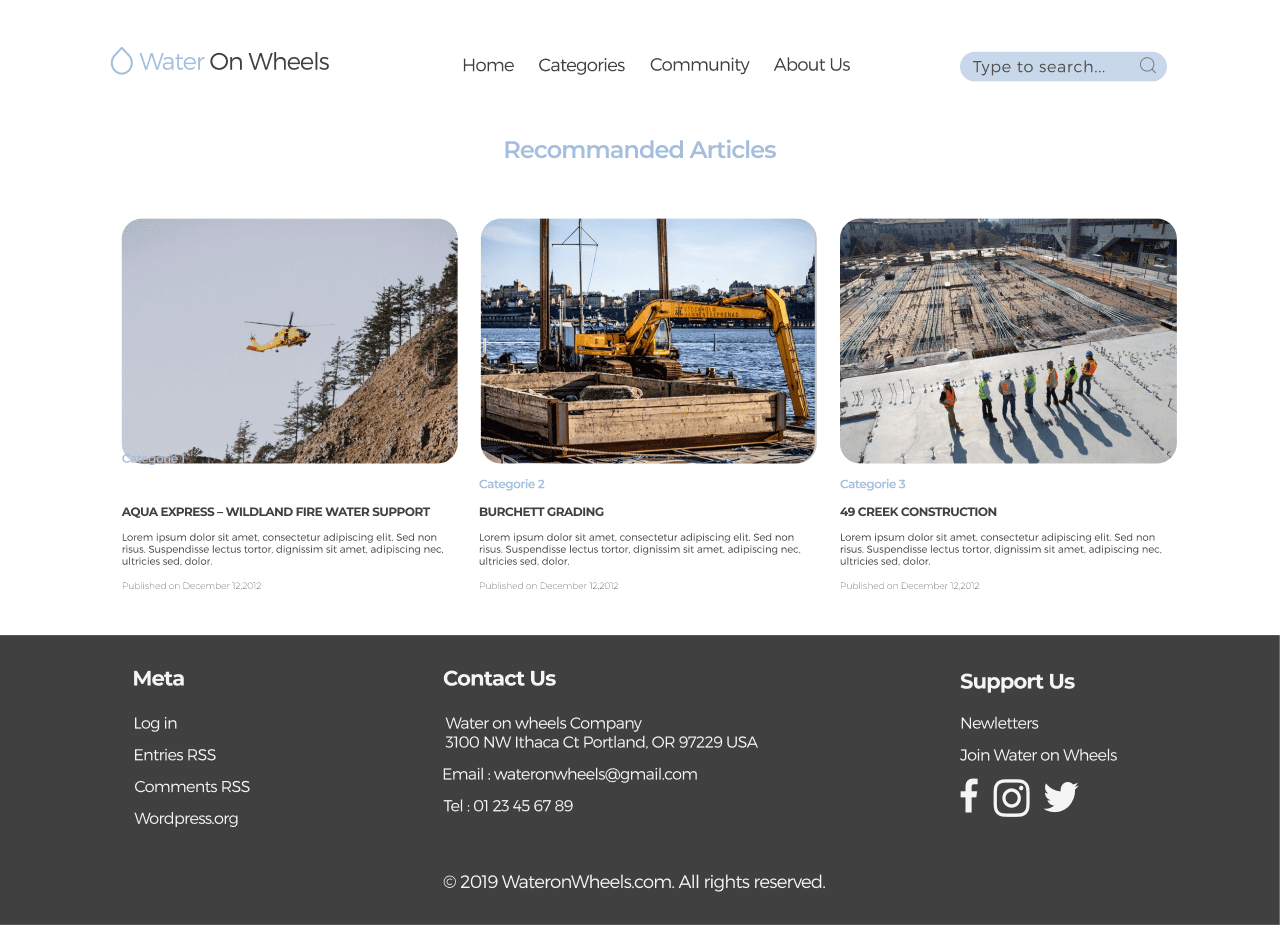 Water On Wheels
Home Categories Community About Us
Type to search...
Recommanded Articles
Categorie 1
AQUA EXPRESS – WILDLAND FIRE WATER SUPPORT
Lorem ipsum dolor sit amet, consectetur adipiscing elit. Sed non
risus. Suspendisse lectus tortor, dignissim sit amet, adipiscing nec,
ultricies sed, dolor.
Published on December 12,2012
Categorie 2
BURCHETT GRADING
Lorem ipsum dolor sit amet, consectetur adipiscing elit. Sed non
risus. Suspendisse lectus tortor, dignissim sit amet, adipiscing nec,
ultricies sed, dolor.
Published on December 12,2012
Categorie 3
49 CREEK CONSTRUCTION
Lorem ipsum dolor sit amet, consectetur adipiscing elit. Sed non
risus. Suspendisse lectus tortor, dignissim sit amet, adipiscing nec,
ultricies sed, dolor.
Published on December 12,2012
Meta
Log in
Entries RSS
Comments RSS
Wordpress.org
Contact Us
Water on wheels Company
3100 NW Ithaca Ct Portland, OR 97229 USA
Email : wateronwheels@gmail.com
Tel : 01 23 45 67 89
Support Us
Newletters
Join Water on Wheels
© 2019 WateronWheels.com. All rights reserved.